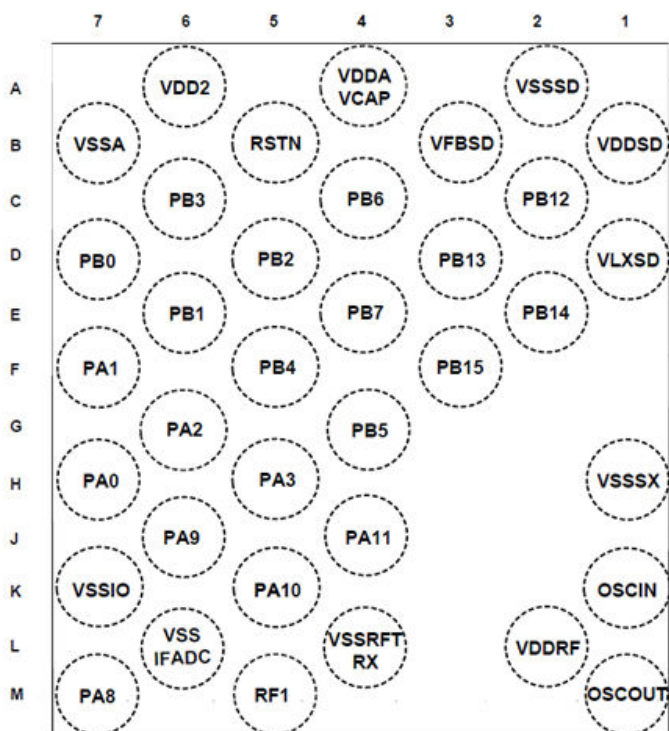 7 6 5 4 3 2 1
A VDD2 VDDA VSSSD
VCAP
B VSSA RSTN VFBSD VDDSD
C PB3 PB6 PB12
D PB0 PB2 PB13 VLXSD
E PB1 PB7 PB14
F PA1 PB4 PB15
G PA2 PB5
H PA0 PA3 VSSSX
J PA9 PA11
K VSSIO PA10 OSCIN
L VSS VSSRFT VDDRF
IFADC RX
M PA8 RF1 OSCOUT